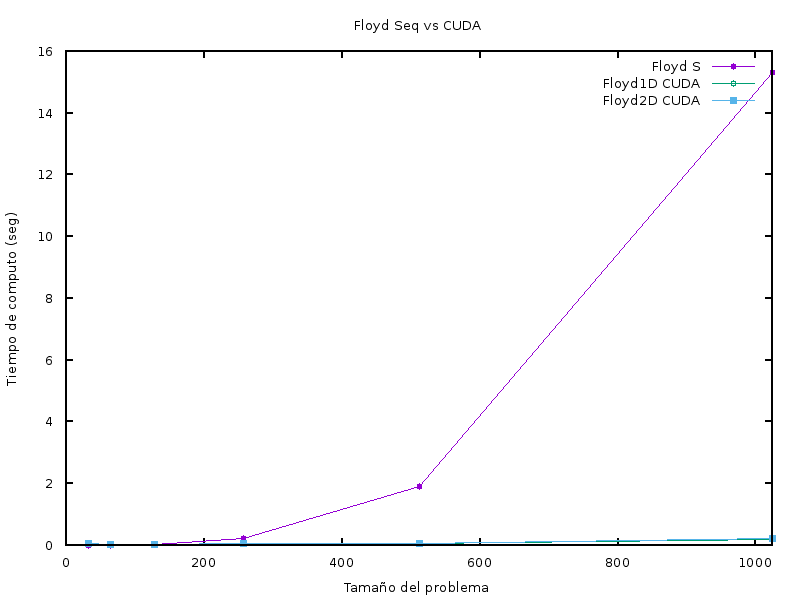 Floyd Seq vs CUDA
16
14
12
10
8
6
4
2
0
Tiempo de computo (seg)
Floyd S
Floyd1D CUDA
Floyd2D CUDA
0 200 400 600 800 1000
Tamaño del problema